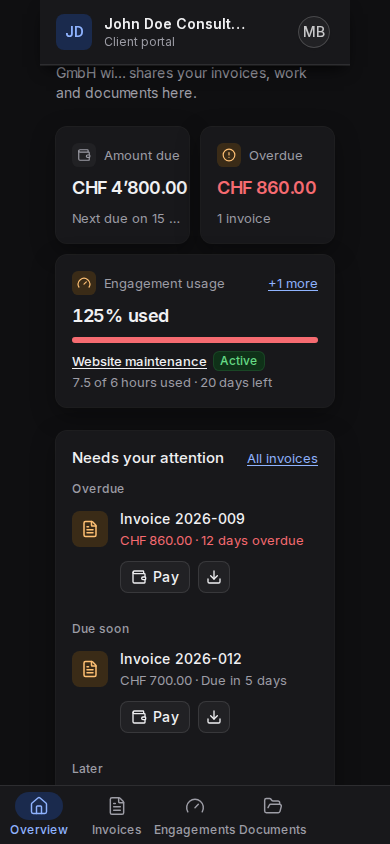 JD
John Doe Consult…
Client portal
MB
GmbH wi… shares your invoices, work
and documents here.
Amount due
CHF 4’800.00
Next due on 15 …
Overdue
CHF 860.00
1 invoice
Engagement usage
+1 more
125% used
Website maintenance
Active
7.5 of 6 hours used · 20 days left
Needs your attention
All invoices
Overdue
Invoice 2026-009
CHF 860.00 · 12 days overdue
Pay
Due soon
Invoice 2026-012
CHF 700.00 · Due in 5 days
Pay
Later
Overview
Invoices
Engagements
Documents